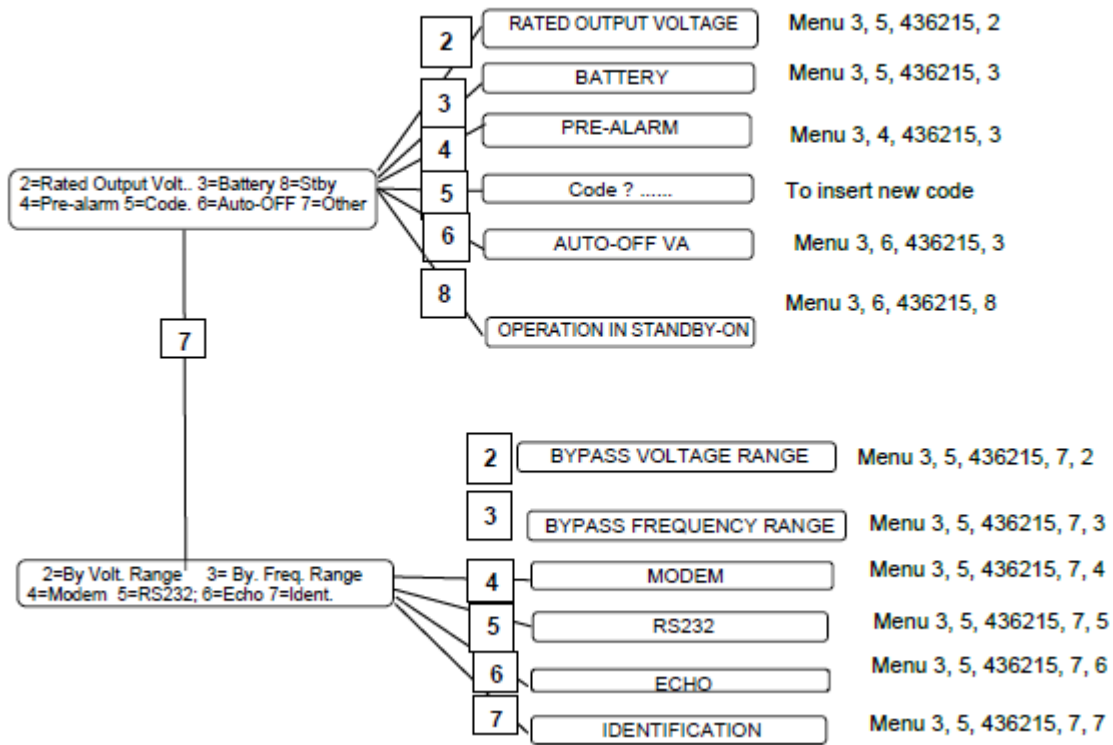 2 RATED OUTPUT VOLTAGE Menu 3, 5, 436215, 2
3 BATTERY Menu 3, 5, 436215, 3
4 PRE-ALARM Menu 3, 4, 436215, 3
2=Rated Output Volt.. 3=Battery 8=Stby
4=Pre-alarm 5=Code. 6=Auto-OFF 7=Other
5 Code ? ...... To insert new code
6 AUTO-OFF VA Menu 3, 6, 436215, 3
8 OPERATION IN STANDBY-ON Menu 3, 6, 436215, 8
7
2 BYPASS VOLTAGE RANGE Menu 3, 5, 436215, 7, 2
3 BYPASS FREQUENCY RANGE Menu 3, 5, 436215, 7, 3
2=By Volt. Range 3= By. Freq. Range
4=Modem 5=RS232; 6=Echo 7=Ident.
4 MODEM Menu 3, 5, 436215, 7, 4
5 RS232 Menu 3, 5, 436215, 7, 5
6 ECHO Menu 3, 5, 436215, 7, 6
7 IDENTIFICATION Menu 3, 5, 436215, 7, 7